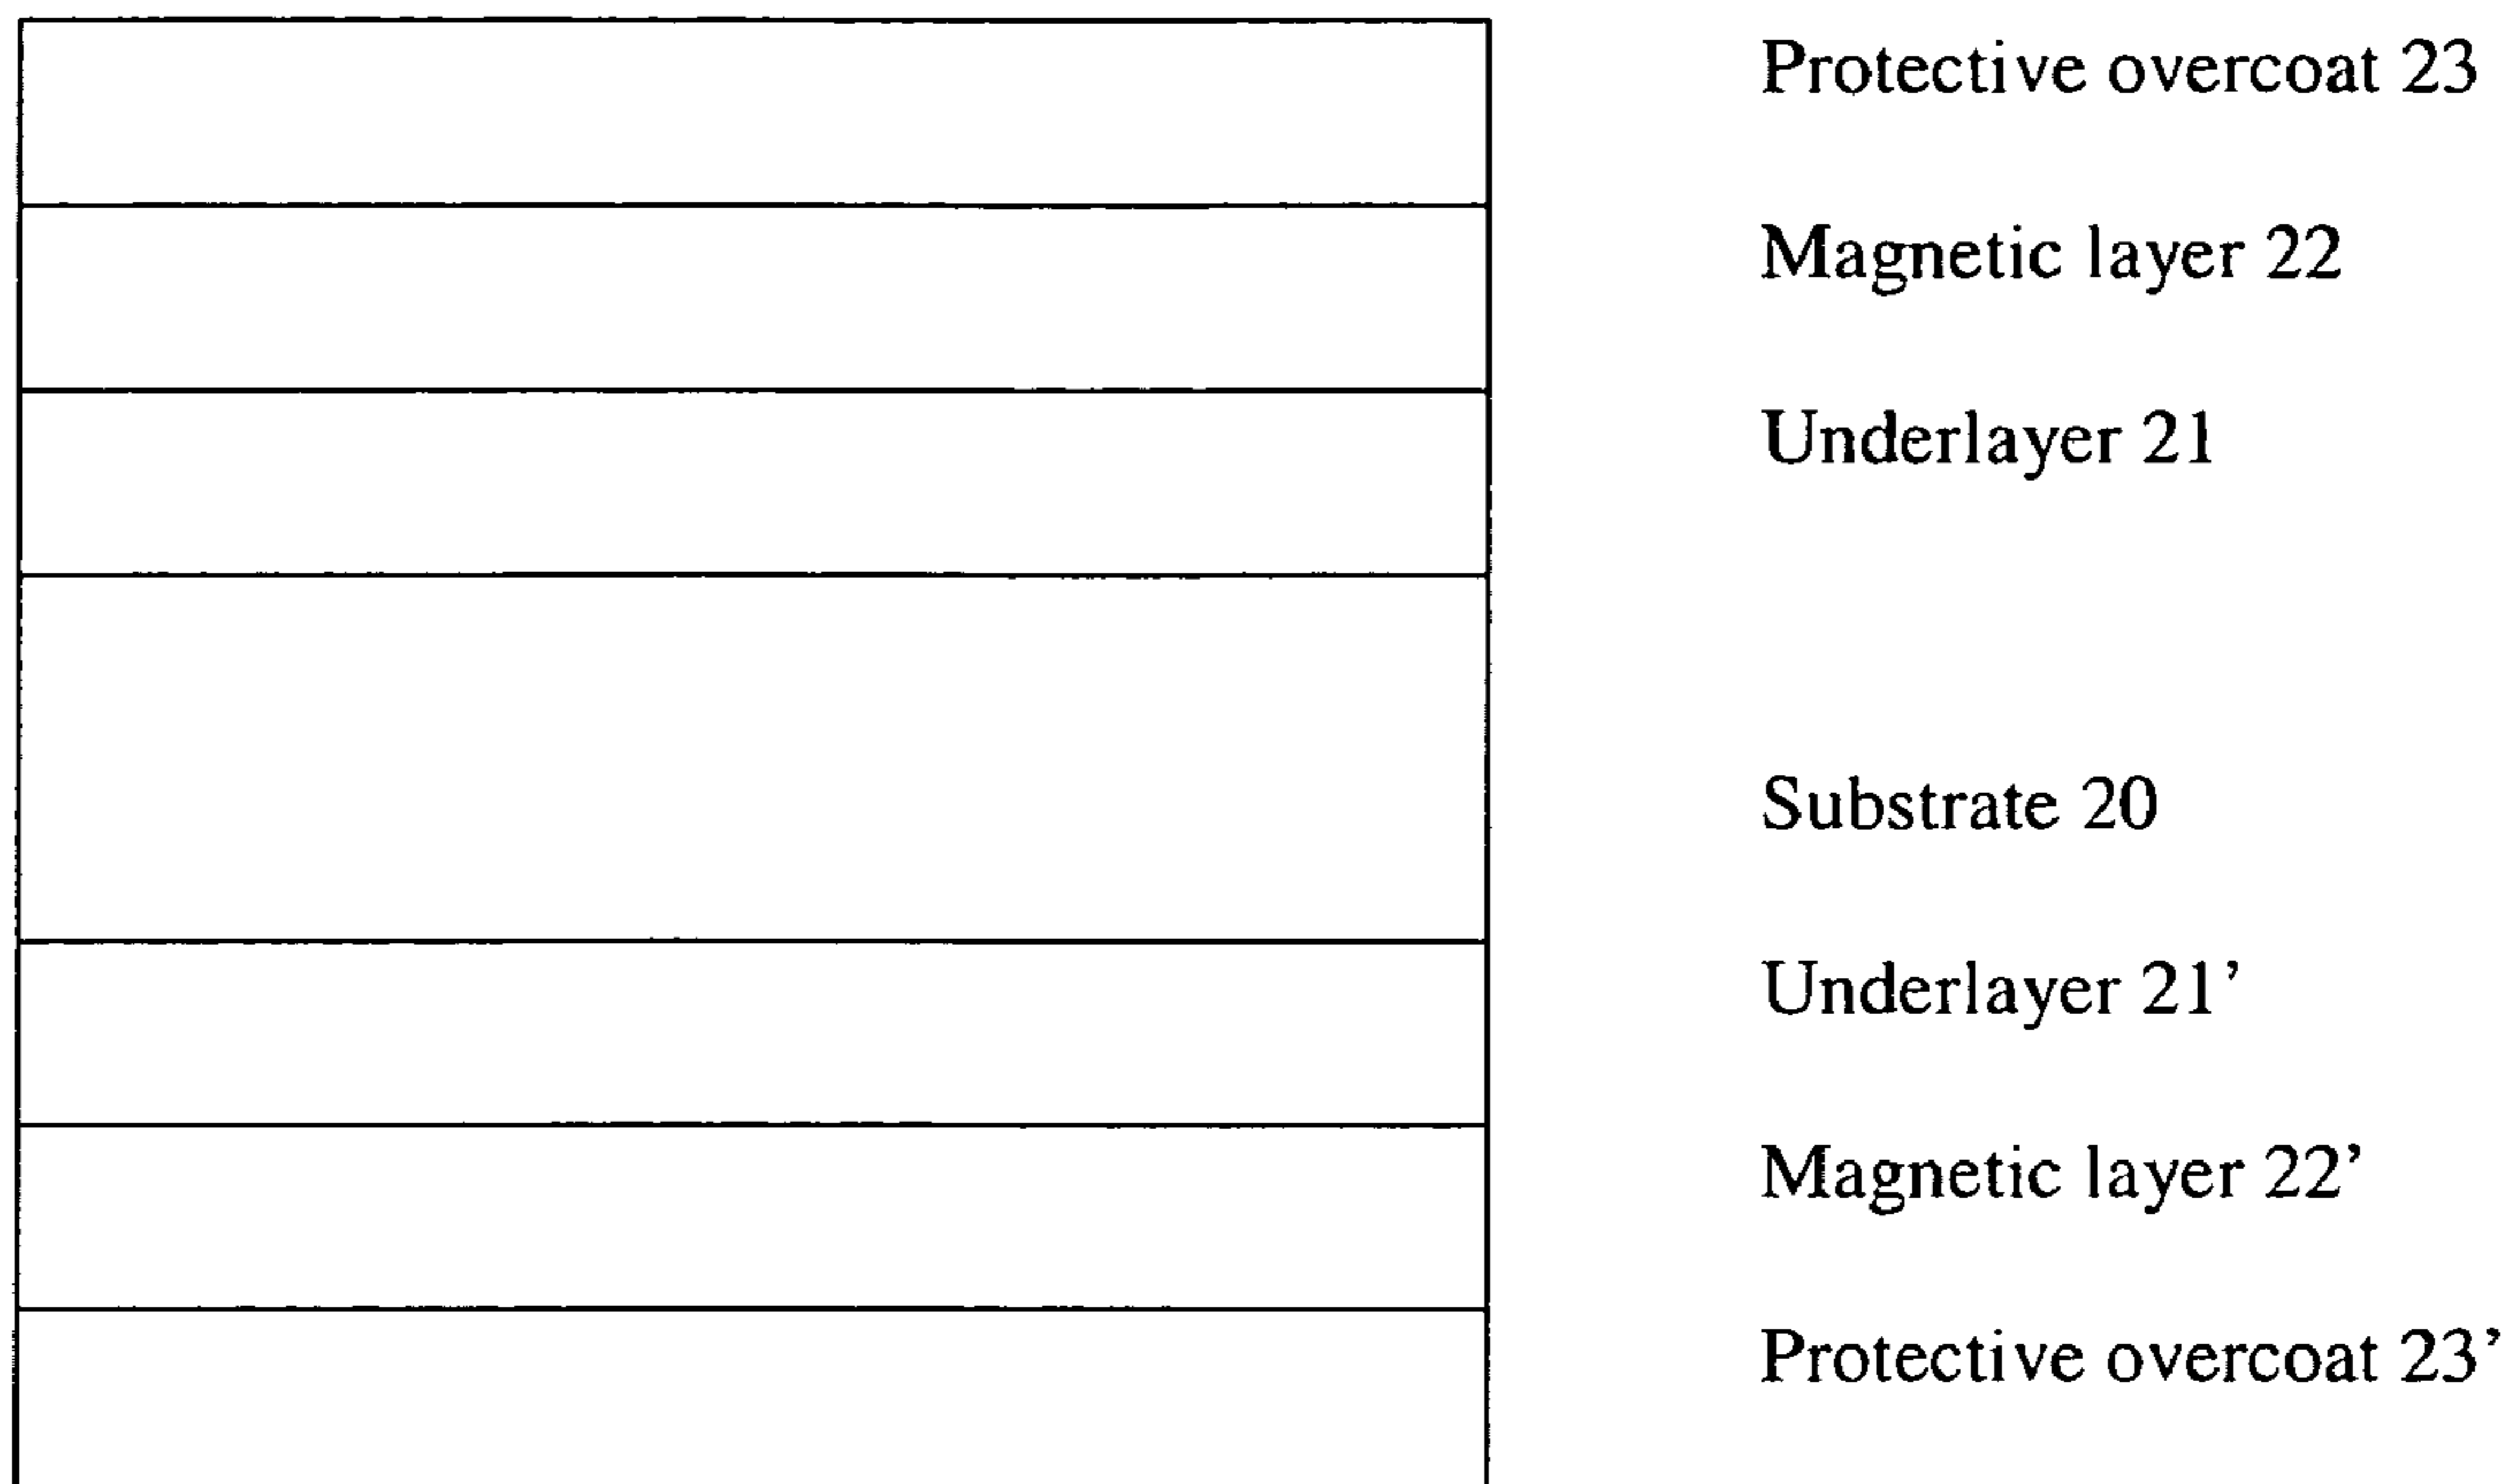 Protective overcoat 23
Magnetic layer 22
Underlayer 21
Substrate 20
Underlayer 21’
Magnetic layer 22’
Protective overcoat 23’